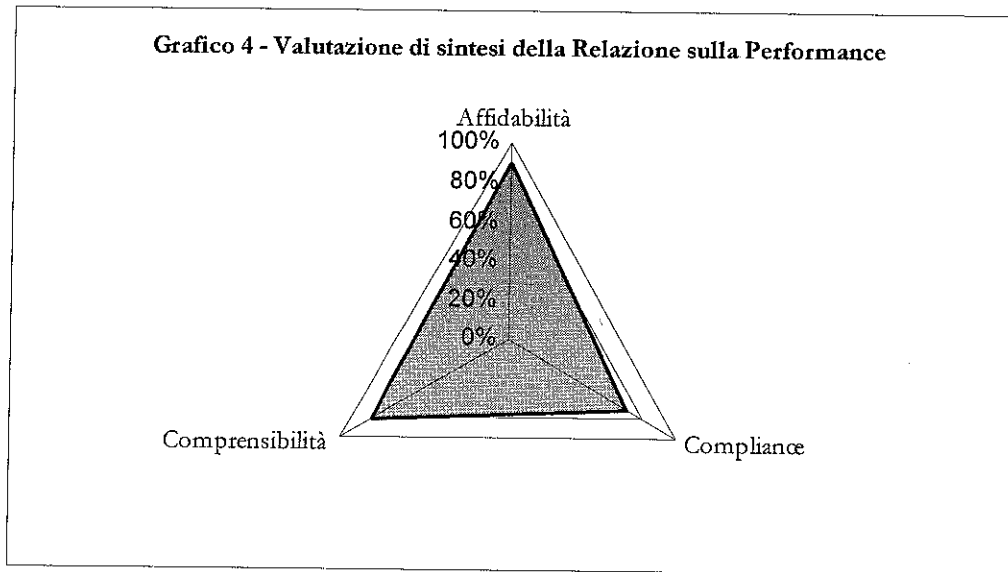 Grafico 4 - Valutazione di sintesi della Relazione sulla Performance
Affidabilità
100%
80%
60%
40%
20%
0%
Comprensibilità
Compliance